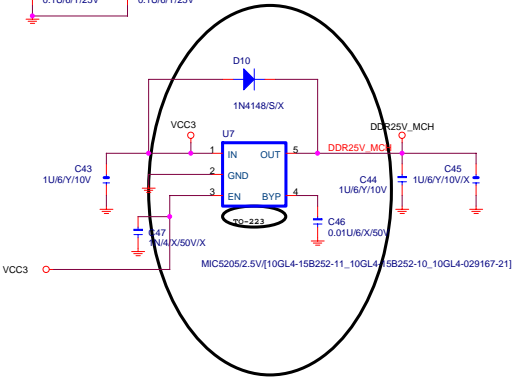 0.1U/6/Y/25V 0.1U/6/Y/25V
D10
1N4148/S/X
VCC3
U7
DDR25V_MCH
1 IN OUT 5
DDR25V_MCH
2 GND
3 EN BYP 4
C43
1U/6/Y/10V
C44
1U/6/Y/10V
C45
1U/6/Y/10V/X
TO-223
C46
0.01U/6/X/50V
C47
1N/4/X/50V/X
MIC5205/2.5V/[10GL4-15B252-11_10GL4-15B252-10_10GL4-029167-21]
VCC3